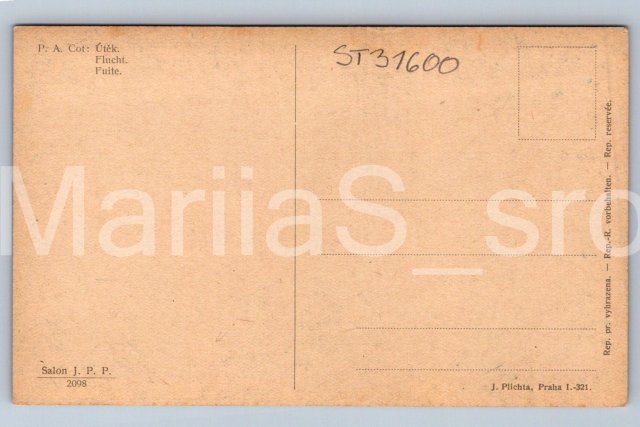 P. A. Cot: Útěk.
Flucht.
Fuite.
ST31600
MariiaS_sro
Rep. pr. vyhrazena. — Rep.-R. vorbehalten. — Rep. reservée.
Salon J. P. P.
2098
J. Plichta, Praha I.-321.